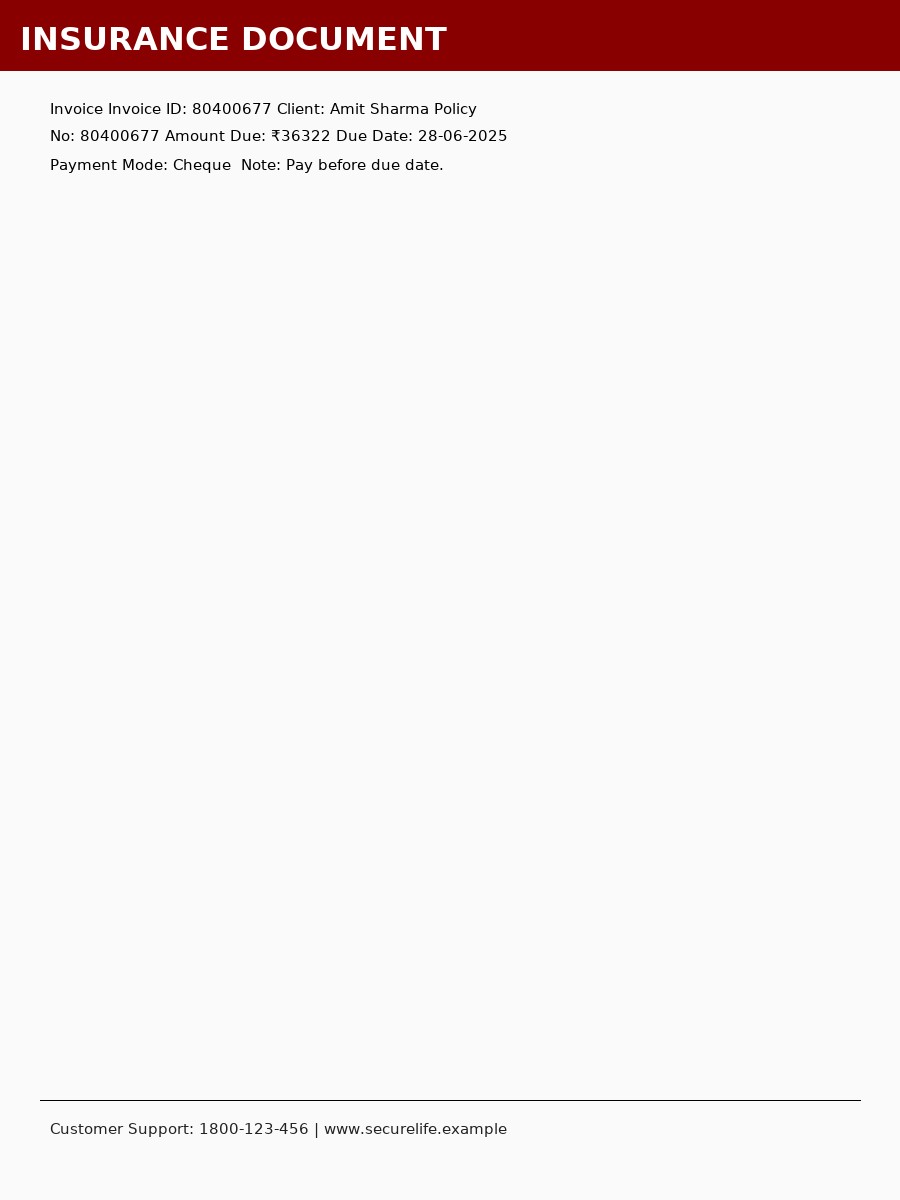 INSURANCE DOCUMENT
Invoice Invoice ID: 80400677 Client: Amit Sharma Policy
No: 80400677 Amount Due: ₹36322 Due Date: 28-06-2025
Payment Mode: Cheque  Note: Pay before due date.
Customer Support: 1800-123-456 | www.securelife.example